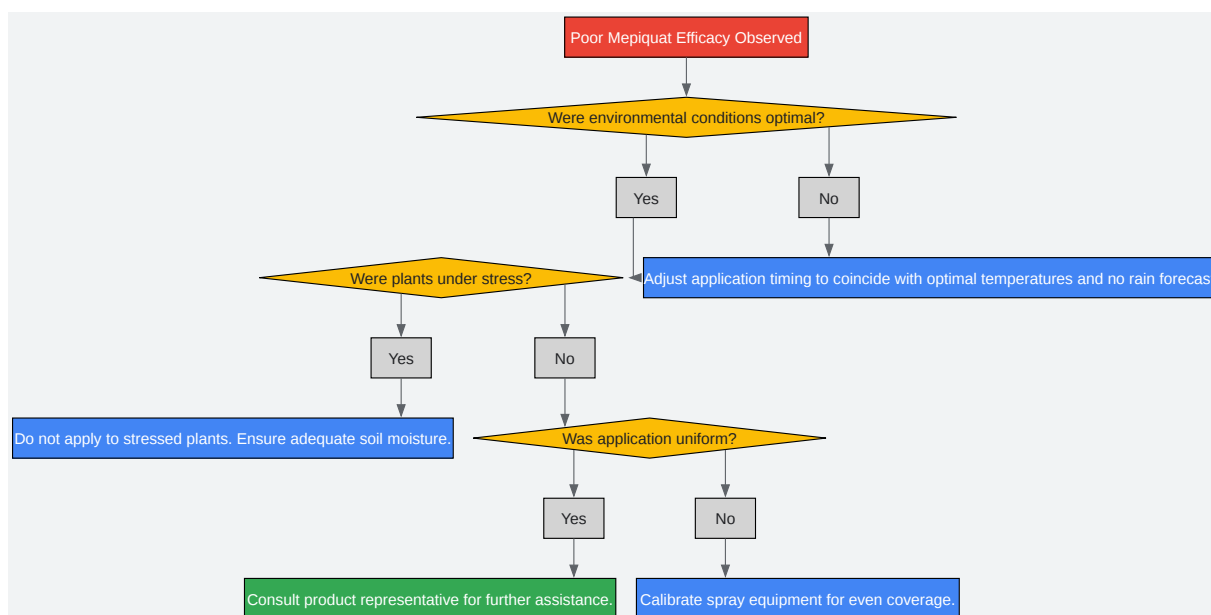 Poor Mepiquat Efficacy Observed
Were environmental conditions optimal?
Yes
No
Were plants under stress?
Adjust application timing to coincide with optimal temperatures and no rain forecas
Yes
No
Do not apply to stressed plants. Ensure adequate soil moisture.
Was application uniform?
Yes
No
Consult product representative for further assistance.
Calibrate spray equipment for even coverage.